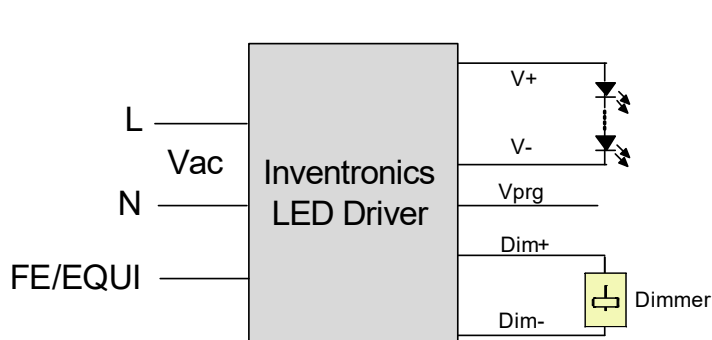 L
Vac
N
FE/EQUI
Inventronics
LED Driver
V+
V-
Vprg
Dim+
Dim-
Dimmer